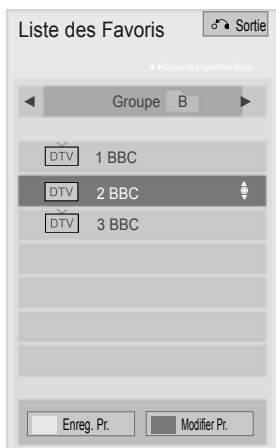 Liste des Favoris
Sortie
◄ ► Groupe de programmes favoris
◄ Groupe B ►
DTV 1 BBC
DTV 2 BBC
DTV 3 BBC
Enreg. Pr. Modifier Pr.